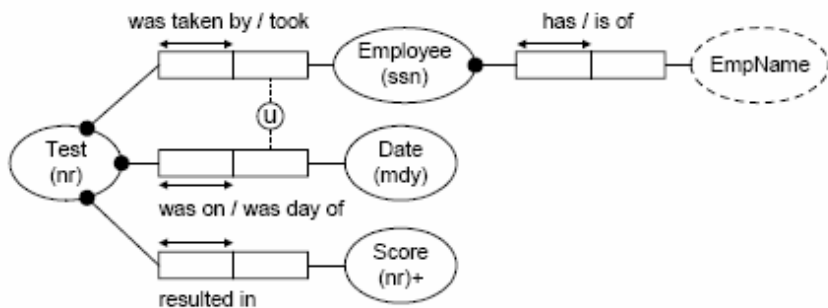 was taken by / took
has / is of
Employee
(ssn)
EmpName
u
Test
(nr)
Date
(mdy)
was on / was day of
Score
(nr)+
resulted in